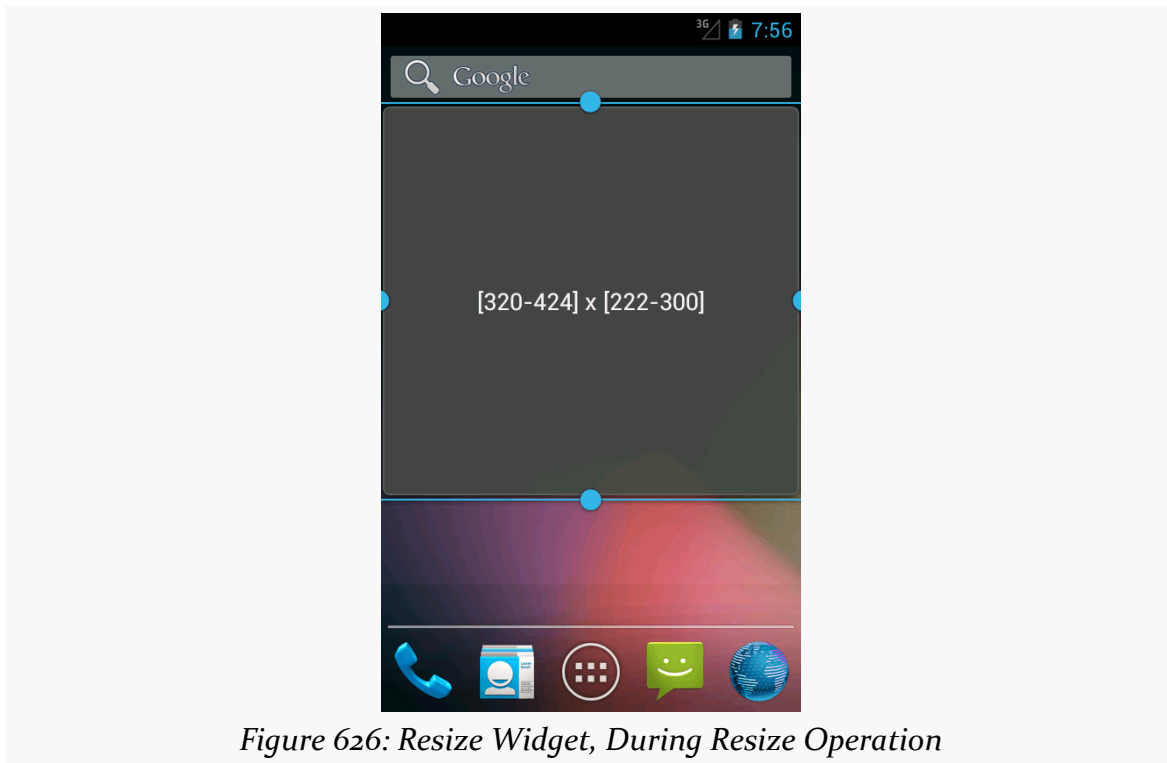 3G 7:56
Google
[320-424] x [222-300]
Figure 626: Resize Widget, During Resize Operation